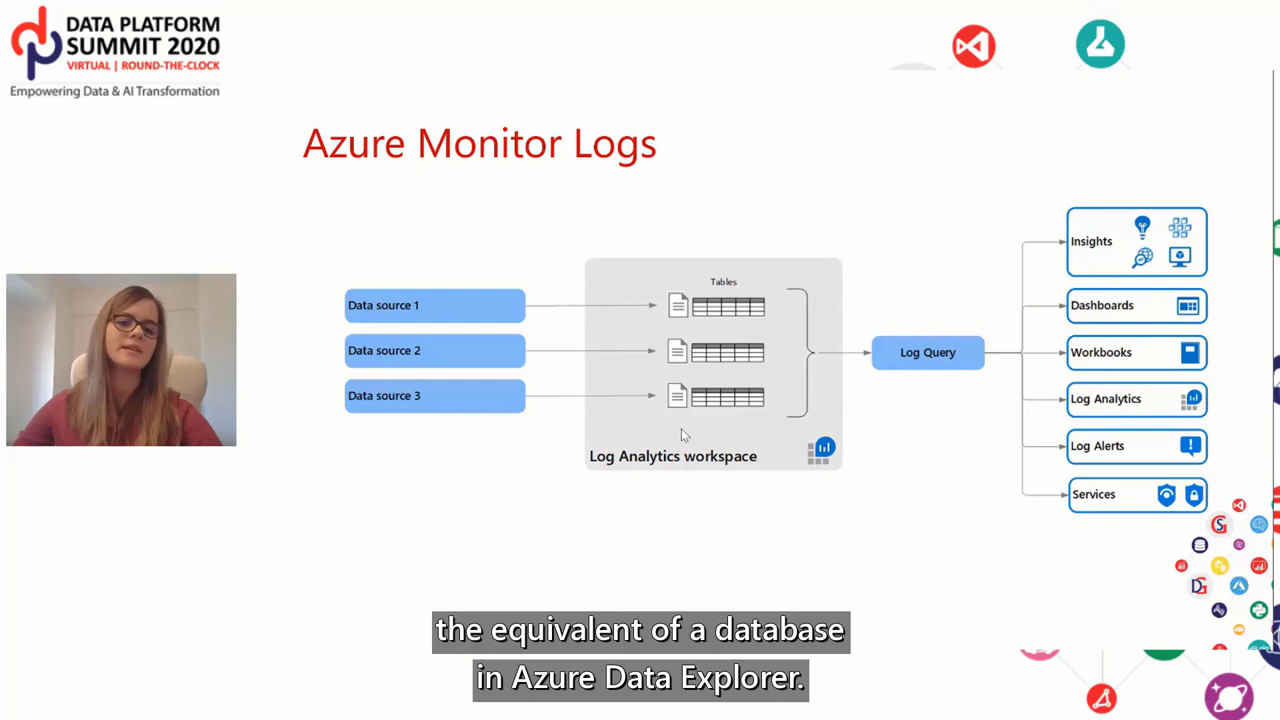 DATA PLATFORM
SUMMIT 2020
VIRTUAL | ROUND-THE-CLOCK
Empowering Data & AI Transformation
Azure Monitor Logs
Data source 1
Data source 2
Data source 3
Tables
Log Analytics workspace
Log Query
Insights
Dashboards
Workbooks
Log Analytics
Log Alerts
Services
the equivalent of a database
in Azure Data Explorer.